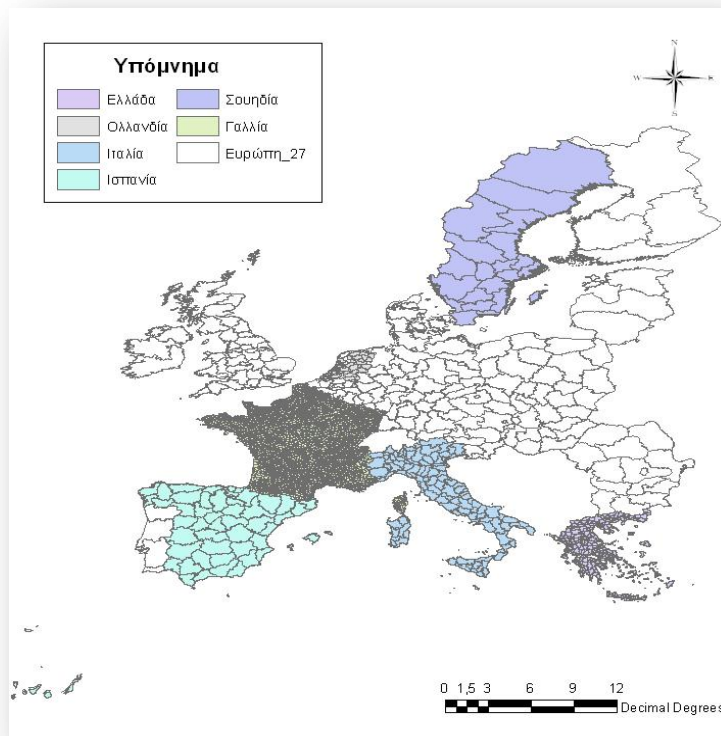 Υπόμνημα
Ελλάδα Σουηδία
Ολλανδία Γαλλία
Ιταλία Ευρώπη_27
Ισπανία
N
W E
S
0 1,5 3 6 9 12
Decimal Degrees